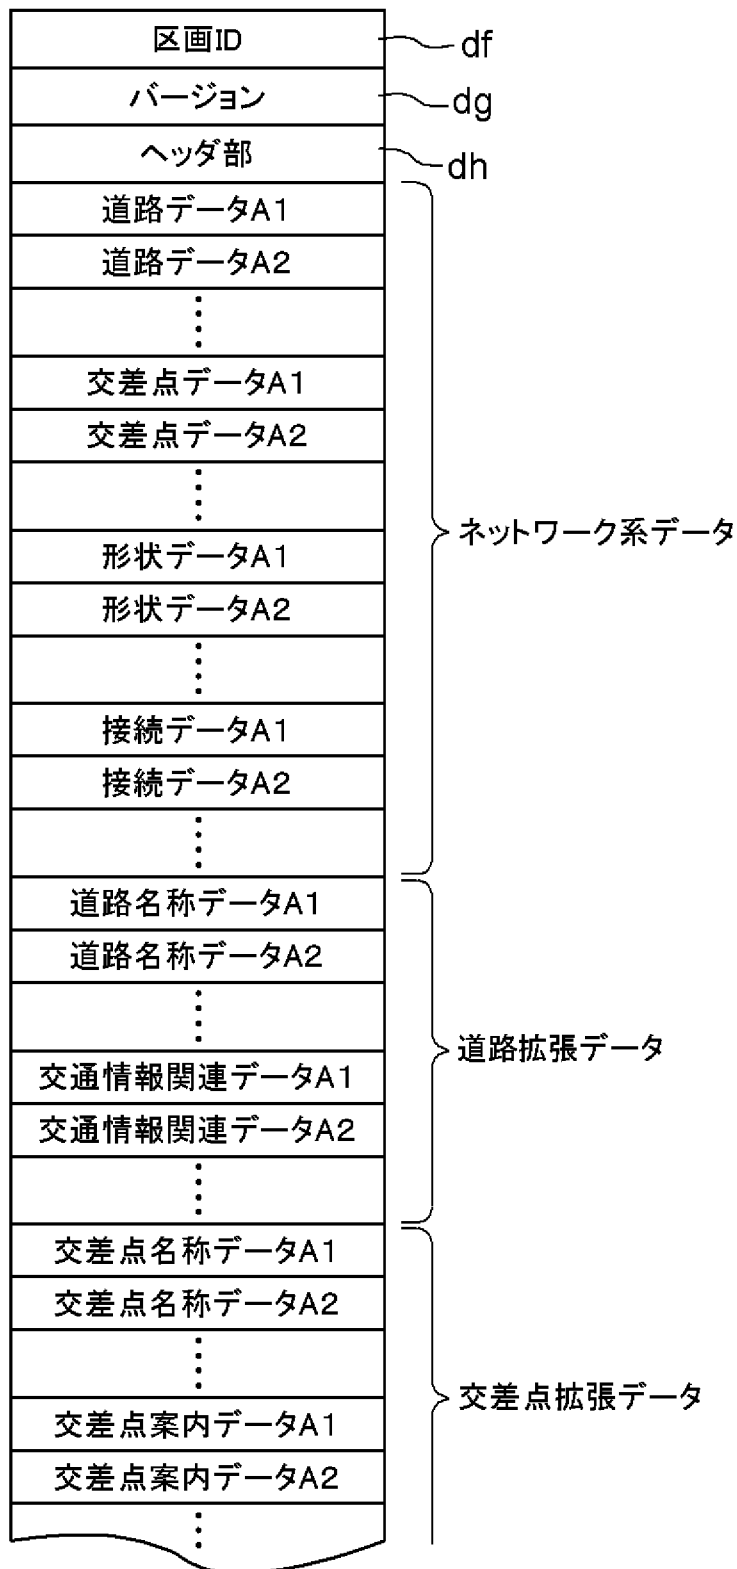 区画ID
df
バージョン
dg
ヘッダ部
dh
道路データA1
道路データA2
交差点データA1
交差点データA2
ネットワーク系データ
形状データA1
形状データA2
接続データA1
接続データA2
道路名称データA1
道路名称データA2
道路拡張データ
交通情報関連データA1
交通情報関連データA2
交差点名称データA1
交差点名称データA2
交差点拡張データ
交差点案内データA1
交差点案内データA2